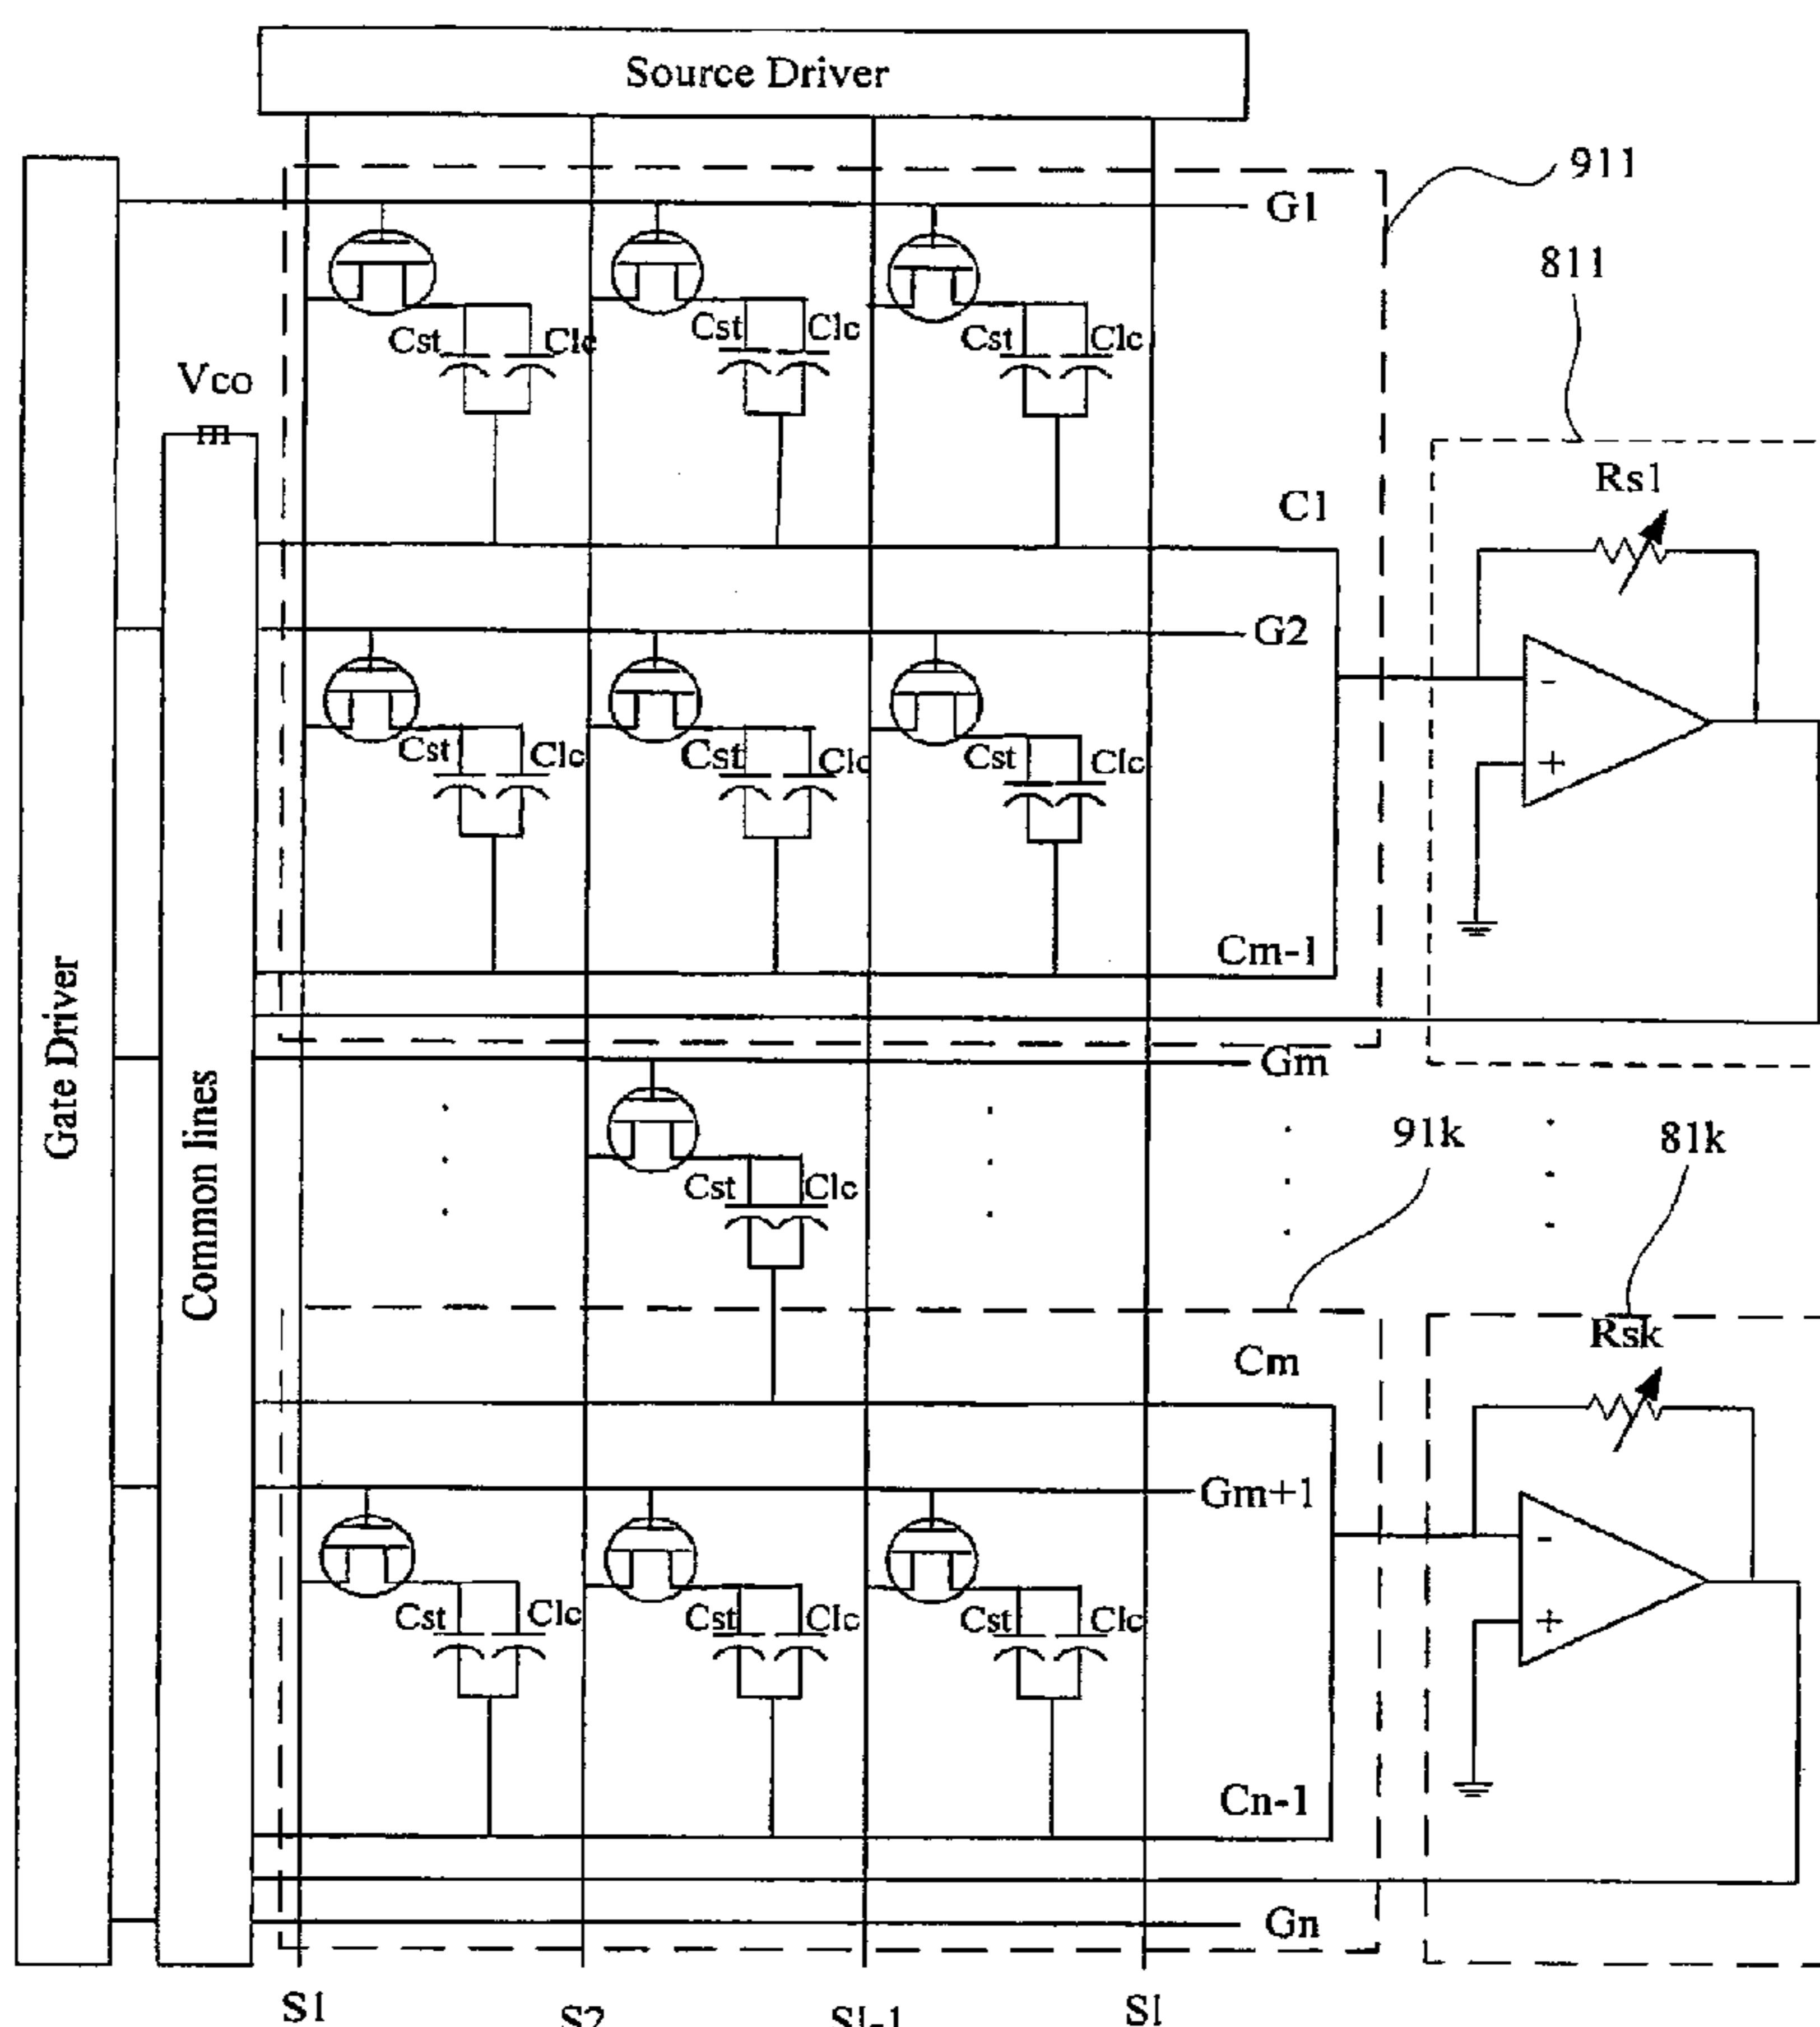 Source Driver
911
G1
811
Cst Clc Cst Clc Cst Clc
Vco
m
Rs1
C1
G2
-
Cst Clc Cst Clc Cst Clc
+
Cm-1
Gate Driver
Common lines
Gm
91k
81k
Cst Clc
Rsk
Cm
Gm+1
-
Cst Clc Cst Clc Cst Clc
+
Cn-1
Gn
S1 S2 Sl-1 Sl